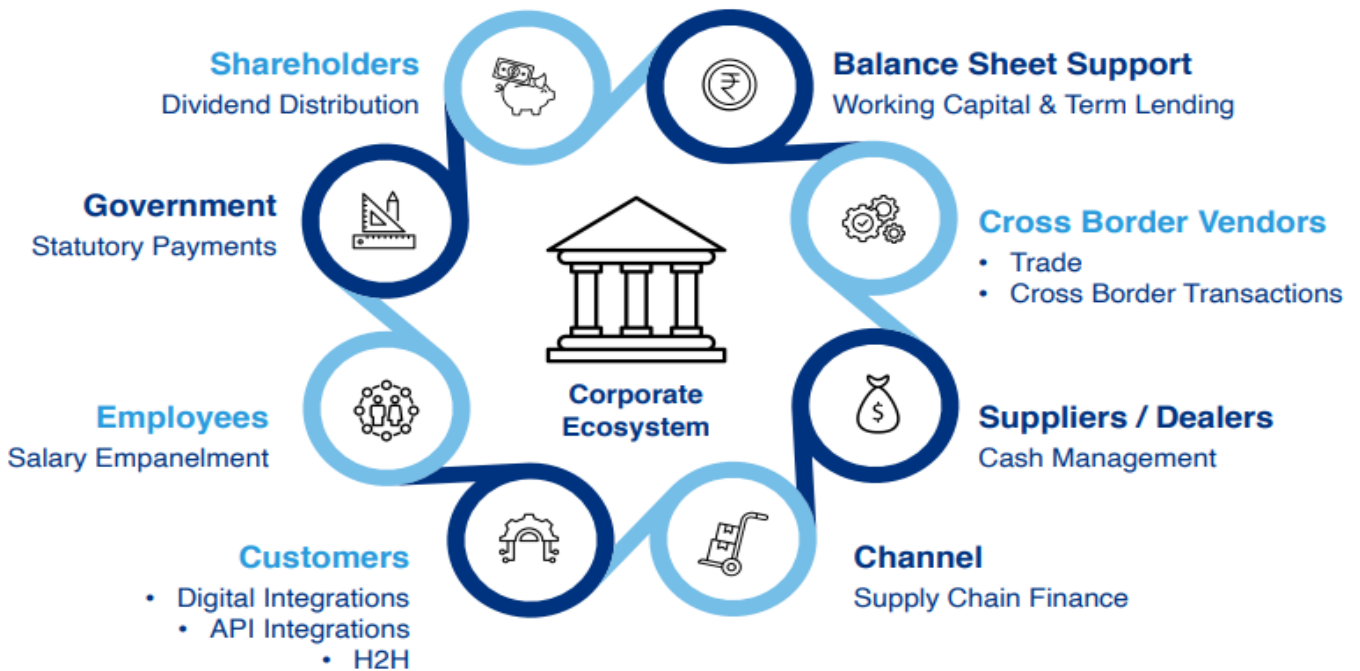 Shareholders
Dividend Distribution
Balance Sheet Support
₹
Working Capital & Term Lending
Government
Statutory Payments
Cross Border Vendors
• Trade
• Cross Border Transactions
Corporate
Ecosystem
Employees
Salary Empanelment
$
Suppliers / Dealers
Cash Management
Customers
• Digital Integrations
• API Integrations
• H2H
Channel
Supply Chain Finance